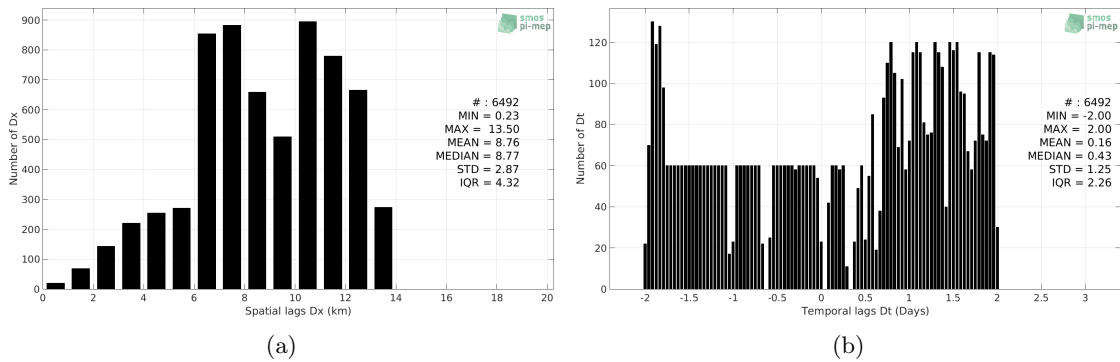 900
800
700
600
500
400
300
200
100
0
Number of Dx
0 2 4 6 8 10 12 14 16 18 20
Spatial lags Dx (km)
smos
pi-mep
# : 6492
MIN = 0.23
MAX = 13.50
MEAN = 8.76
MEDIAN = 8.77
STD = 2.87
IQR = 4.32
(a)
120
100
80
60
40
20
0
Number of Dt
-2 -1.5 -1 -0.5 0 0.5 1 1.5 2 2.5 3
Temporal lags Dt (Days)
smos
pi-mep
# : 6492
MIN = -2.00
MAX = 2.00
MEAN = 0.16
MEDIAN = 0.43
STD = 1.25
IQR = 2.26
(b)